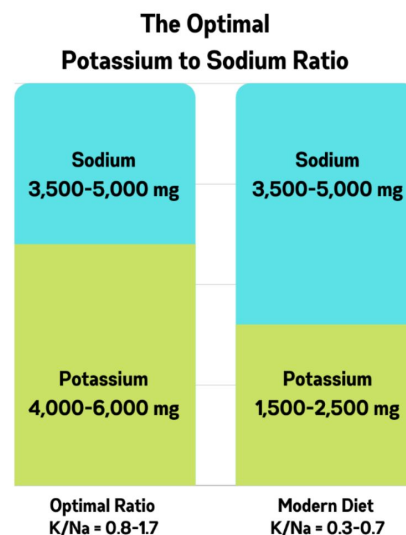 The Optimal
Potassium to Sodium Ratio
Sodium
3,500-5,000 mg
Sodium
3,500-5,000 mg
Potassium
4,000-6,000 mg
Potassium
1,500-2,500 mg
Optimal Ratio
K/Na = 0.8-1.7
Modern Diet
K/Na = 0.3-0.7